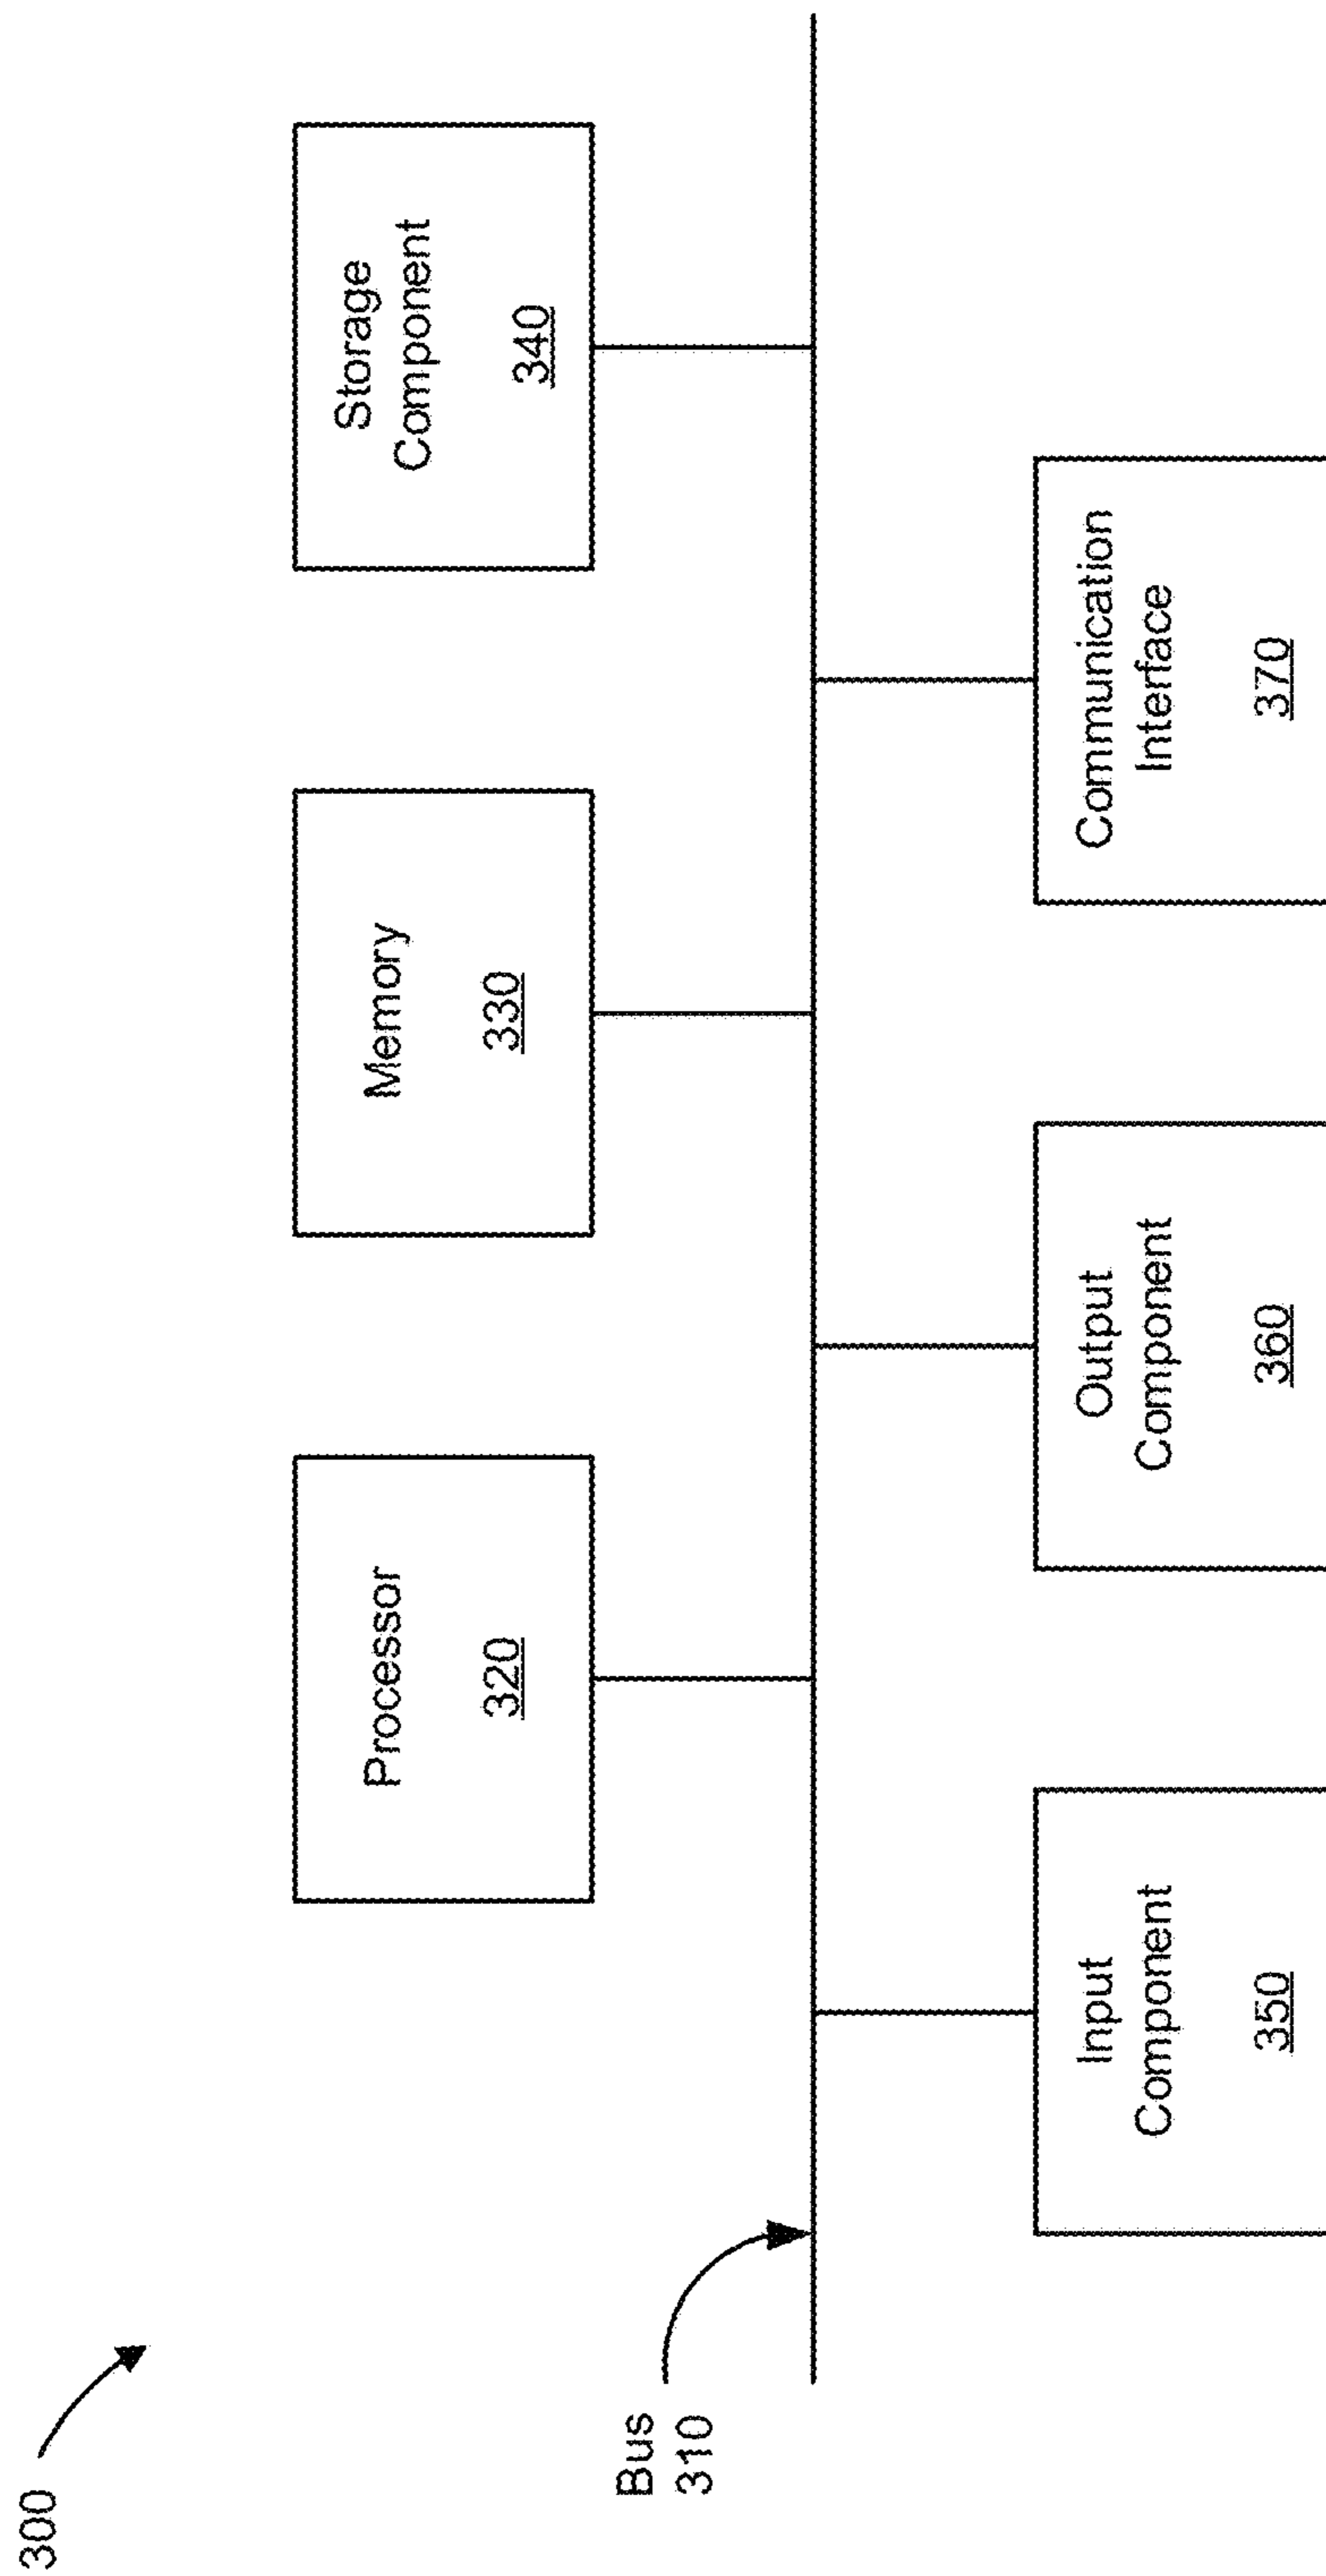 300
Processor
320
Memory
330
Storage
Component
340
Bus
310
Input
Component
350
Output
Component
360
Communication
Interface
370